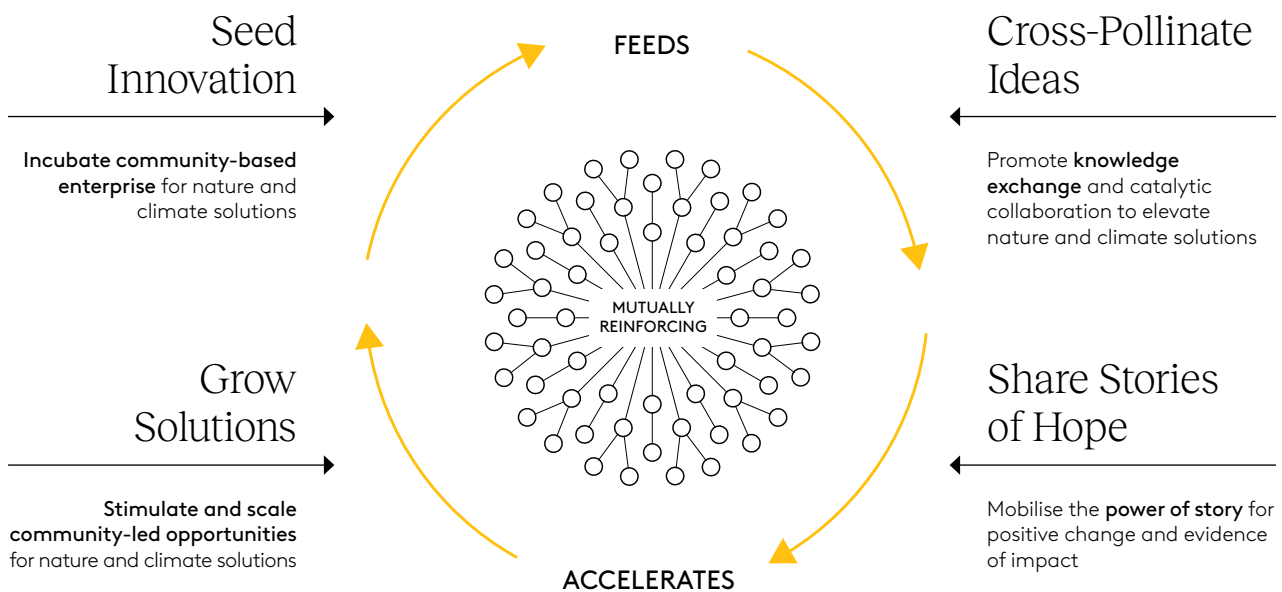 Seed
Innovation
Incubate community-based
enterprise for nature and
climate solutions
FEEDS
Cross-Pollinate
Ideas
Promote knowledge
exchange and catalytic
collaboration to elevate
nature and climate solutions
MUTUALLY
REINFORCING
Grow
Solutions
Stimulate and scale
community-led opportunities
for nature and climate solutions
Share Stories
of Hope
Mobilise the power of story for
positive change and evidence
of impact
ACCELERATES